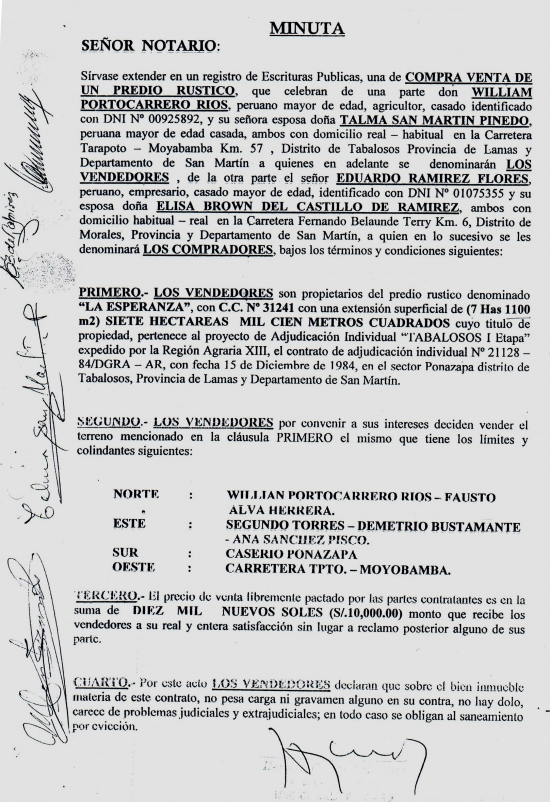 MINUTA
SEÑOR NOTARIO:
Sírvase extender en un registro de Escrituras Publicas, una de COMPRA VENTA DE
UN PREDIO RUSTICO, que celebran de una parte don WILLIAM
PORTOCARRERO RIOS, peruano mayor de edad, agricultor, casado identificado
con DNI Nº 00925892, y su señora esposa doña TALMA SAN MARTIN PINEDO,
peruana mayor de edad casada, ambos con domicilio real – habitual en la Carretera
Tarapoto – Moyabamba Km. 57 , Distrito de Tabalosos Provincia de Lamas y
Departamento de San Martín a quienes en adelante se denominarán LOS
VENDEDORES , de la otra parte el señor EDUARDO RAMIREZ FLORES,
peruano, empresario, casado mayor de edad, identificado con DNI Nº 01075355 y su
esposa doña ELISA BROWN DEL CASTILLO DE RAMIREZ, ambos con
domicilio habitual – real en la Carretera Fernando Belaunde Terry Km. 6, Distrito de
Morales, Provincia y Departamento de San Martín, a quien en lo sucesivo se les
denominará LOS COMPRADORES, bajos los términos y condiciones siguientes:
PRIMERO.- LOS VENDEDORES son propietarios del predio rustico denominado
“LA ESPERANZA”, con C.C. Nº 31241 con una extensión superficial de (7 Has 1100
m2) SIETE HECTAREAS MIL CIEN METROS CUADRADOS cuyo titulo de
propiedad, pertenece al proyecto de Adjudicación Individual “TABALOSOS I Etapa”
expedido por la Región Agraria XIII, el contrato de adjudicación individual Nº 21128 -
84/DGRA – AR, con fecha 15 de Diciembre de 1984, en el sector Ponazapa distrito de
Tabalosos, Provincia de Lamas y Departamento de San Martín.
SEGUNDO.- LOS VENDEDORES por convenir a sus intereses deciden vender el
terreno mencionado en la cláusula PRIMERO el mismo que tiene los límites y
colindantes siguientes:
NORTE : WILLIAN PORTOCARRERO RIOS – FAUSTO
ALVA HERRERA.
ESTE : SEGUNDO TORRES – DEMETRIO BUSTAMANTE
- ANA SANCHEZ PISCO.
SUR : CASERIO PONAZAPA
OESTE : CARRETERA TPTO. – MOYOBAMBA.
TERCERO.- El precio de venta libremente pactado por las partes contratantes es en la
suma de DIEZ MIL NUEVOS SOLES (S/.10,000.00) monto que recibe los
vendedores a su real y entera satisfacción sin lugar a reclamo posterior alguno de sus
parte.
CUARTO.- Por este acto LOS VENDEDORES declaran que sobre el bien inmueble
materia de este contrato, no pesa carga ni gravamen alguno en su contra, no hay dolo,
carece de problemas judiciales y extrajudiciales; en todo caso se obligan al saneamiento
por evicción.